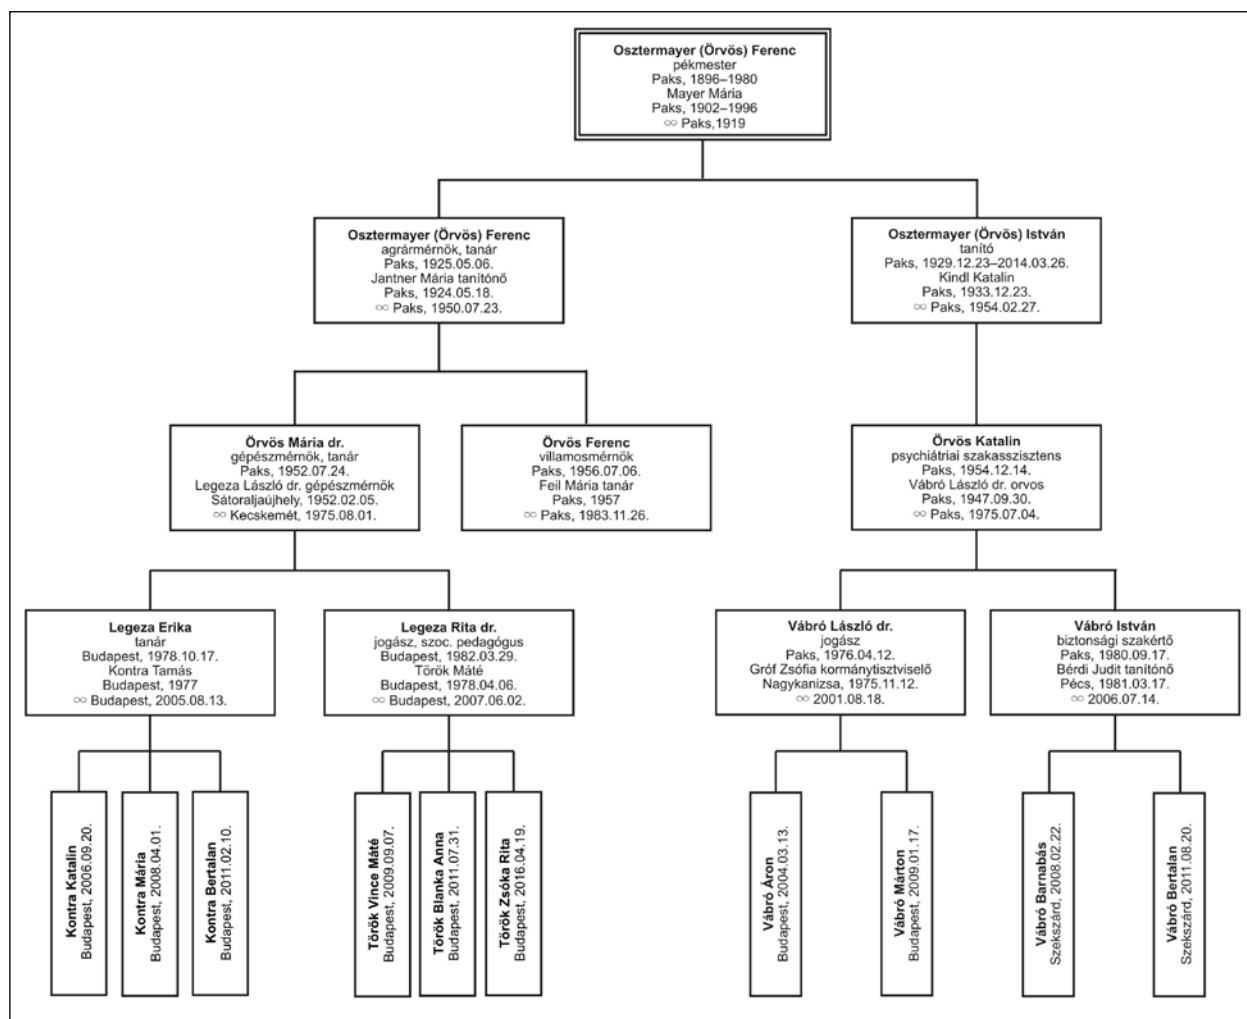 Osztermayer (Örvös) Ferenc
pékmester
Paks, 1896–1980
Mayer Mária
Paks, 1902–1996
∞ Paks,1919
Osztermayer (Örvös) Ferenc
agrármérnök, tanár
Paks, 1925.05.06.
Jantner Mária tanítónő
Paks, 1924.05.18.
∞ Paks, 1950.07.23.
Osztermayer (Örvös) István
tanító
Paks, 1929.12.23–2014.03.26.
Kindl Katalin
Paks, 1933.12.23.
∞ Paks, 1954.02.27.
Örvös Mária dr.
gépészmérnök, tanár
Paks, 1952.07.24.
Legeza László dr. gépészmérnök
Sátoraljaújhely, 1952.02.05.
∞ Kecskemét, 1975.08.01.
Örvös Ferenc
villamosmérnök
Paks, 1956.07.06.
Feil Mária tanár
Paks, 1957
∞ Paks, 1983.11.26.
Örvös Katalin
psychiátriai szakasszisztens
Paks, 1954.12.14.
Vábró László dr. orvos
Paks, 1947.09.30.
∞ Paks, 1975.07.04.
Legeza Erika
tanár
Budapest, 1978.10.17.
Kontra Tamás
Budapest, 1977
∞ Budapest, 2005.08.13.
Legeza Rita dr.
jogász, szoc. pedagógus
Budapest, 1982.03.29.
Török Máté
Budapest, 1978.04.06.
∞ Budapest, 2007.06.02.
Vábró László dr.
jogász
Paks, 1976.04.12.
Gróf Zsófia kormánytisztviselő
Nagykanizsa, 1975.11.12.
∞ 2001.08.18.
Vábró István
biztonsági szakértő
Paks, 1980.09.17.
Bérdi Judit tanítónő
Pécs, 1981.03.17.
∞ 2006.07.14.
Kontra Katalin
Budapest, 2006.09.20.
Kontra Mária
Budapest, 2008.04.01.
Kontra Bertalan
Budapest, 2011.02.10.
Török Vince Máté
Budapest, 2009.09.07.
Török Blanka Anna
Budapest, 2011.07.31.
Török Zsóka Rita
Budapest, 2016.04.19.
Vábró Áron
Budapest, 2004.03.13.
Vábró Márton
Budapest, 2009.01.17.
Vábró Barnabás
Szekszárd, 2008.02.22.
Vábró Bertalan
Szekszárd, 2011.08.20.